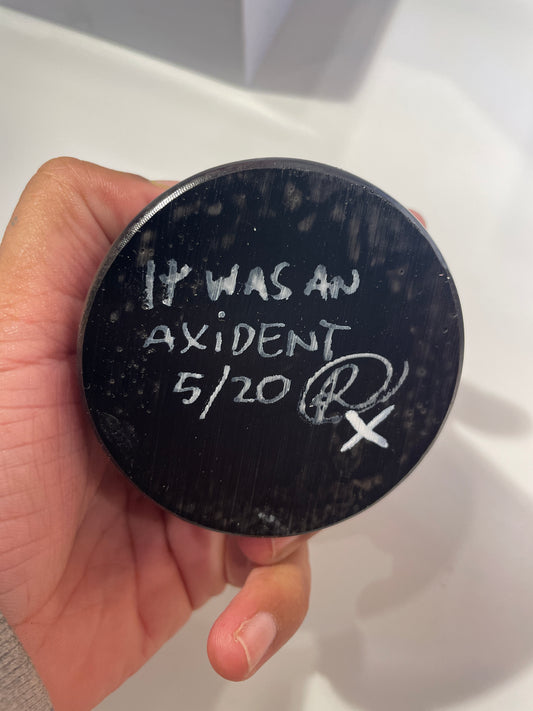 It WAS AN
AXiDENT
5/20 R
X